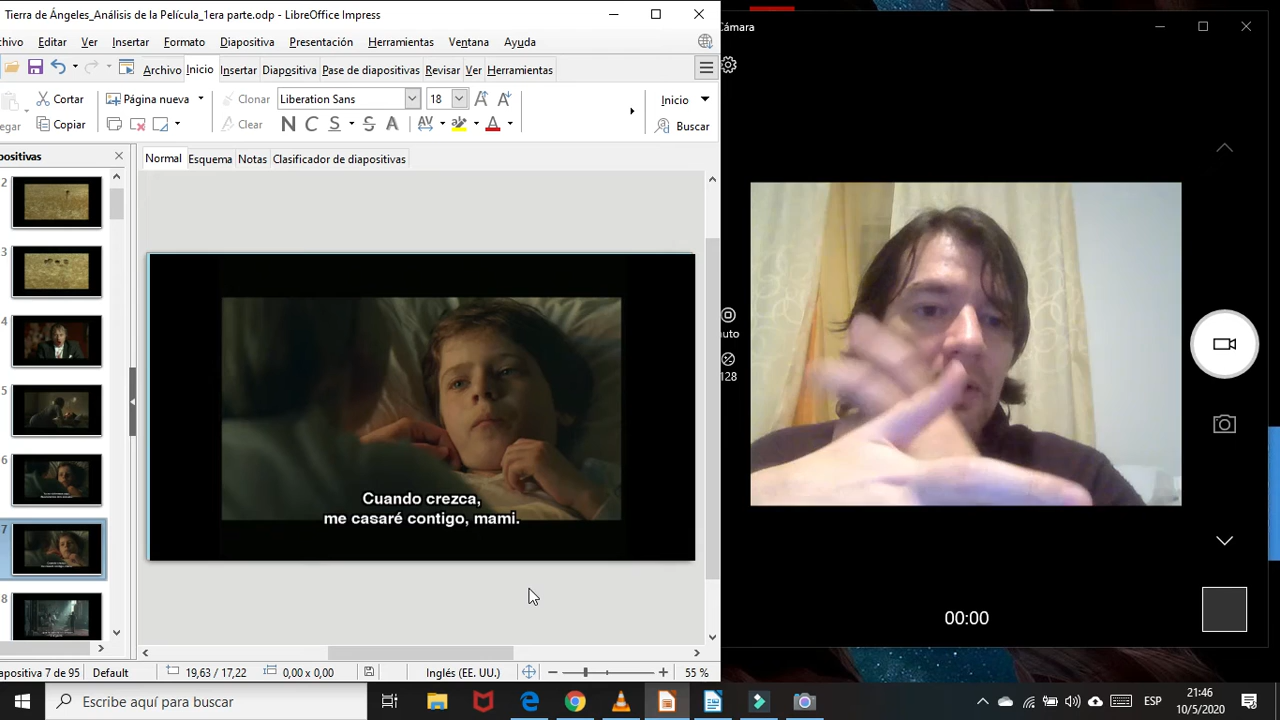 Tierra de Ángeles_Análisis de la Película_1era parte.odp - LibreOffice Impress
chivo Editar Ver Insertar Formato Diapositiva Presentación Herramientas Ventana Ayuda
Archivo Inicio Insertar Diapositiva Pase de diapositivas Revisar Ver Herramientas
Cortar Página nueva Clonar Liberation Sans 18 Inicio
egar Copiar Clear N C S S A AV A Buscar
positivas
Normal Esquema Notas Clasificador de diapositivas
2
3
4
5
6
7
8
Cuando crezca,
me casaré contigo, mami.
apositiva 7 de 95 Default 19,63 / 17,22 0,00 x 0,00 Inglés (EE. UU.) 55 %
Cámara
uto
128
00:00
Escribe aquí para buscar
ESP
21:46
10/5/2020